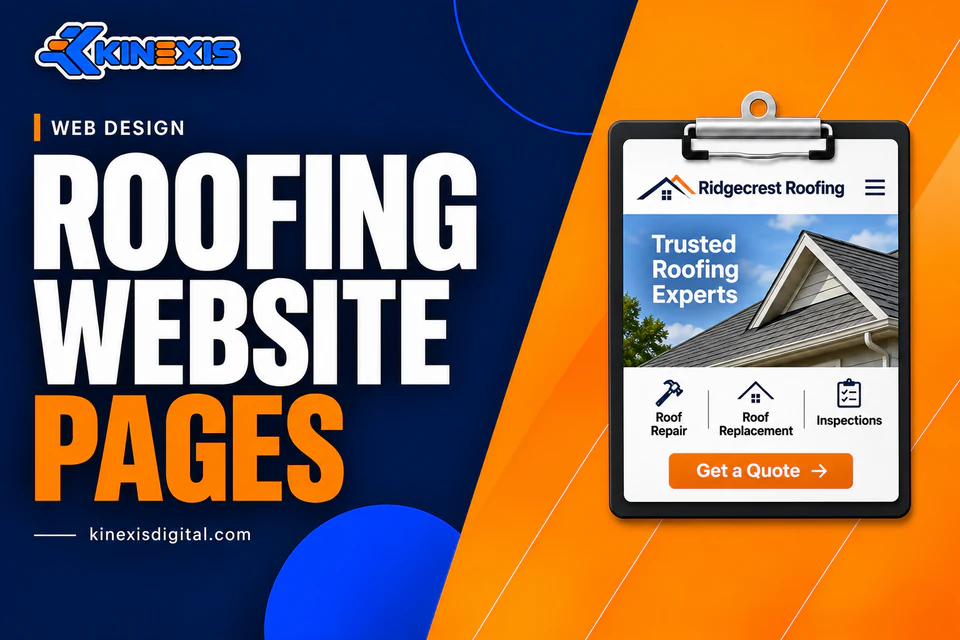 KINEXIS
WEB DESIGN
ROOFING
WEBSITE
PAGES
kinexisdigital.com
Ridgecrest Roofing
Trusted
Roofing
Experts
Roof
Repair
Roof
Replacement
Inspections
Get a Quote →